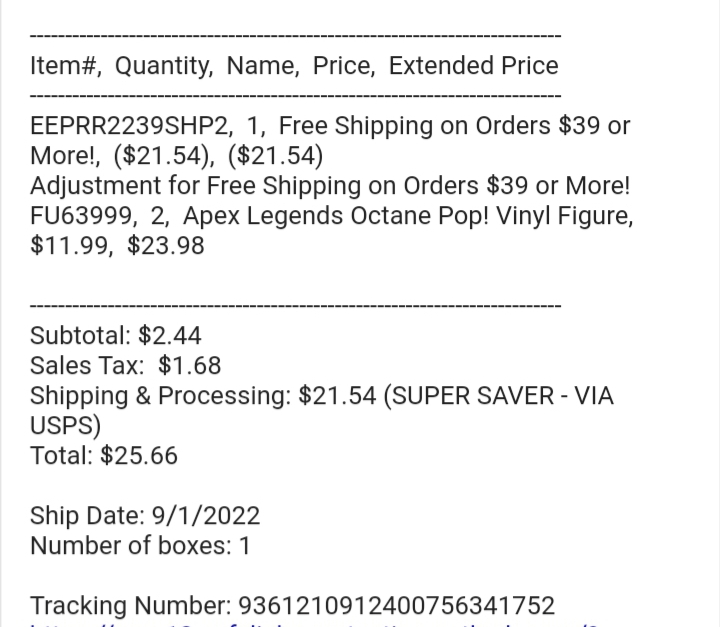 ----------------------------------------------------------------------------
Item#,  Quantity,  Name,  Price,  Extended Price
----------------------------------------------------------------------------
EEPRR2239SHP2,  1,  Free Shipping on Orders $39 or
More!,  ($21.54),  ($21.54)
Adjustment for Free Shipping on Orders $39 or More!
FU63999,  2,  Apex Legends Octane Pop! Vinyl Figure,
$11.99,  $23.98
----------------------------------------------------------------------------
Subtotal: $2.44
Sales Tax:  $1.68
Shipping & Processing: $21.54 (SUPER SAVER - VIA
USPS)
Total: $25.66
Ship Date: 9/1/2022
Number of boxes: 1
Tracking Number: 9361210912400756341752